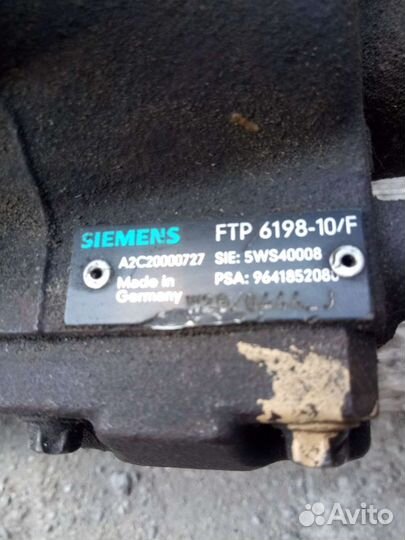 SIEMENS FTP 6198-10/F
A2C20000727 SIE: 5WS40008
Made in Germany PSA: 9641852080
Avito